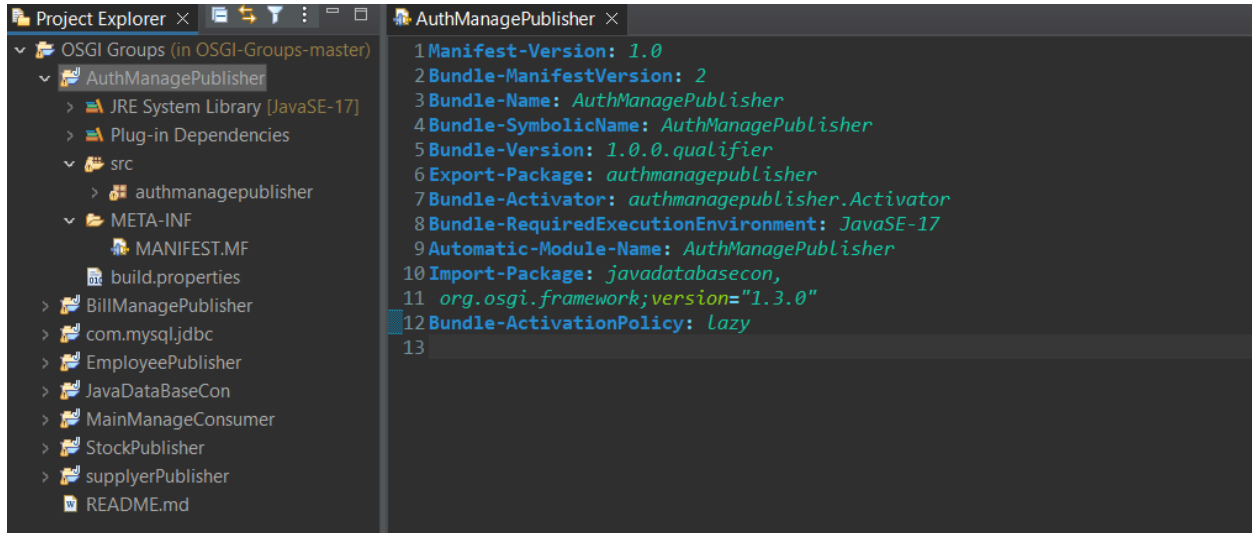 Project Explorer
OSGI Groups (in OSGI-Groups-master)
AuthManagePublisher
JRE System Library [JavaSE-17]
Plug-in Dependencies
src
authmanagepublisher
META-INF
MANIFEST.MF
build.properties
BillManagePublisher
com.mysql.jdbc
EmployeePublisher
JavaDataBaseCon
MainManageConsumer
StockPublisher
supplyerPublisher
README.md
AuthManagePublisher
1 Manifest-Version: 1.0
2 Bundle-ManifestVersion: 2
3 Bundle-Name: AuthManagePublisher
4 Bundle-SymbolicName: AuthManagePublisher
5 Bundle-Version: 1.0.0.qualifier
6 Export-Package: authmanagepublisher
7 Bundle-Activator: authmanagepublisher.Activator
8 Bundle-RequiredExecutionEnvironment: JavaSE-17
9 Automatic-Module-Name: AuthManagePublisher
10 Import-Package: javadatabasecon,
11  org.osgi.framework;version="1.3.0"
12 Bundle-ActivationPolicy: lazy
13